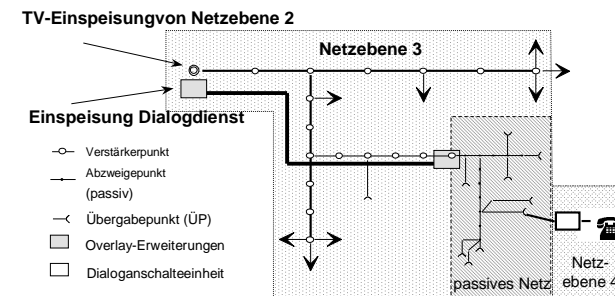 TV-Einspeisungvon Netzebene 2
Netzebene 3
Einspeisung Dialogdienst
Verstärkerpunkt
Abzweigepunkt
(passiv)
Übergabepunkt (ÜP)
Overlay-Erweiterungen
Dialoganschalteeinheit
passives Netz
Netz-
ebene 4